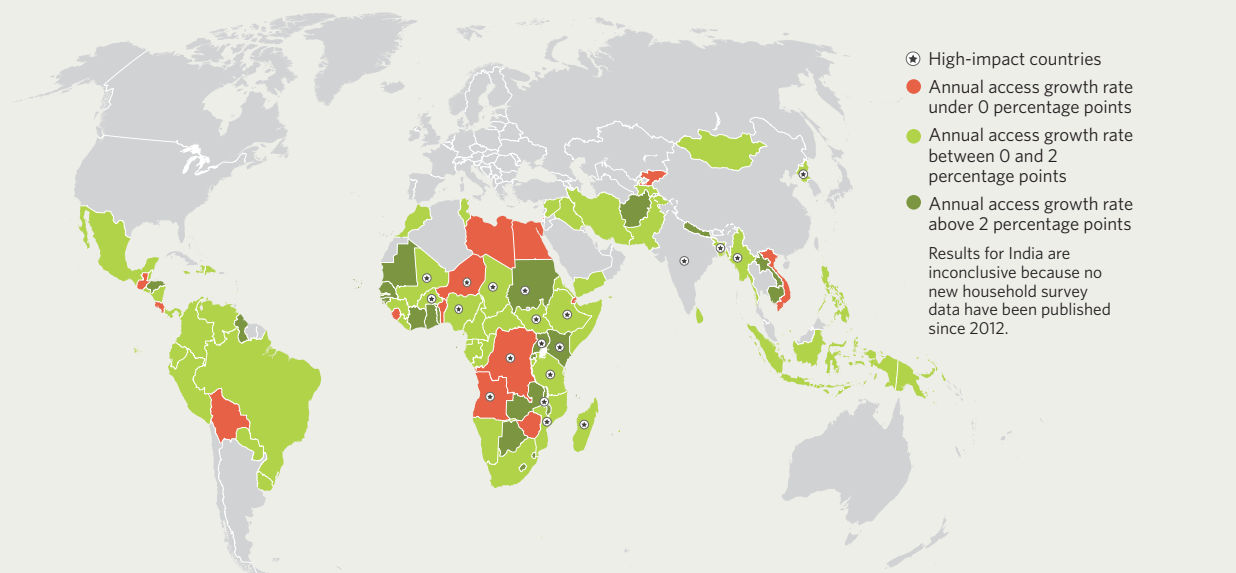 High-impact countries
Annual access growth rate
under 0 percentage points
Annual access growth rate
between 0 and 2
percentage points
Annual access growth rate
above 2 percentage points
Results for India are
inconclusive because no
new household survey
data have been published
since 2012.